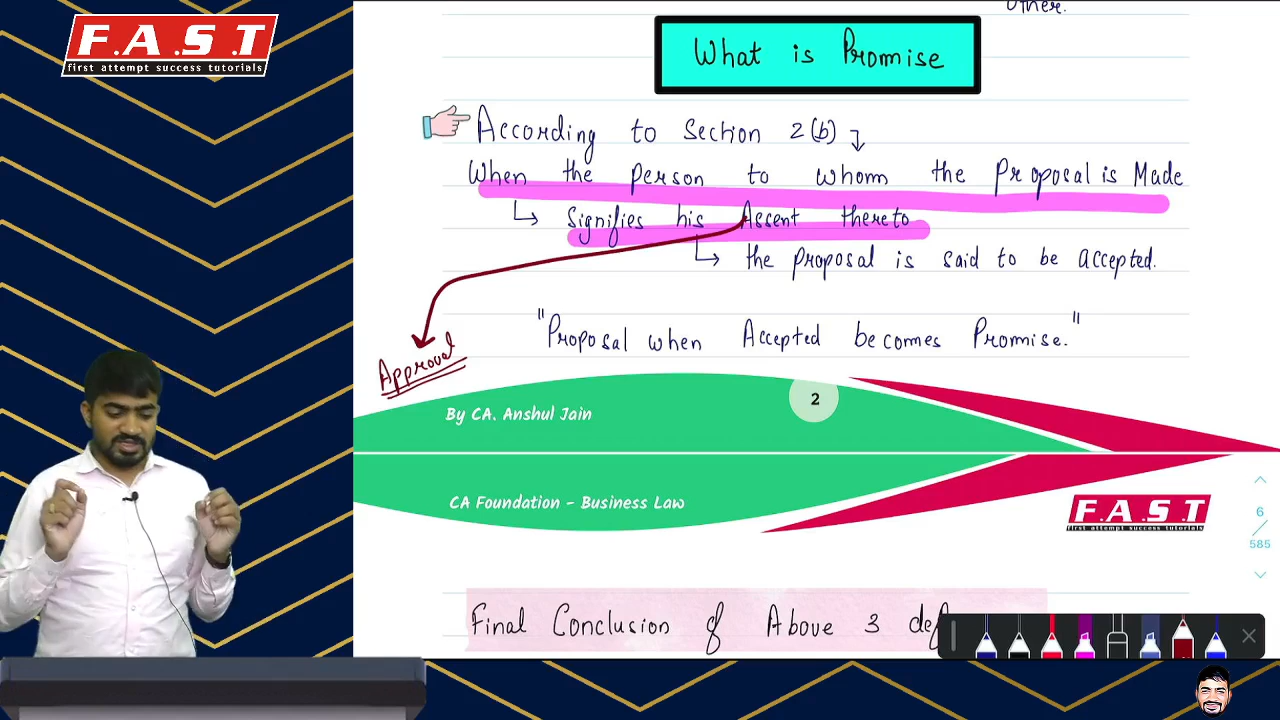 other.
F.A.S.T
first attempt success tutorials
What is Promise
According to Section 2(b)
When the person to whom the Proposal is Made
Signifies his Assent thereto
the proposal is said to be accepted.
"Proposal when Accepted becomes Promise."
Approval
By CA. Anshul Jain
2
CA Foundation - Business Law
F.A.S.T
first attempt success tutorials
6
585
Final Conclusion of Above 3